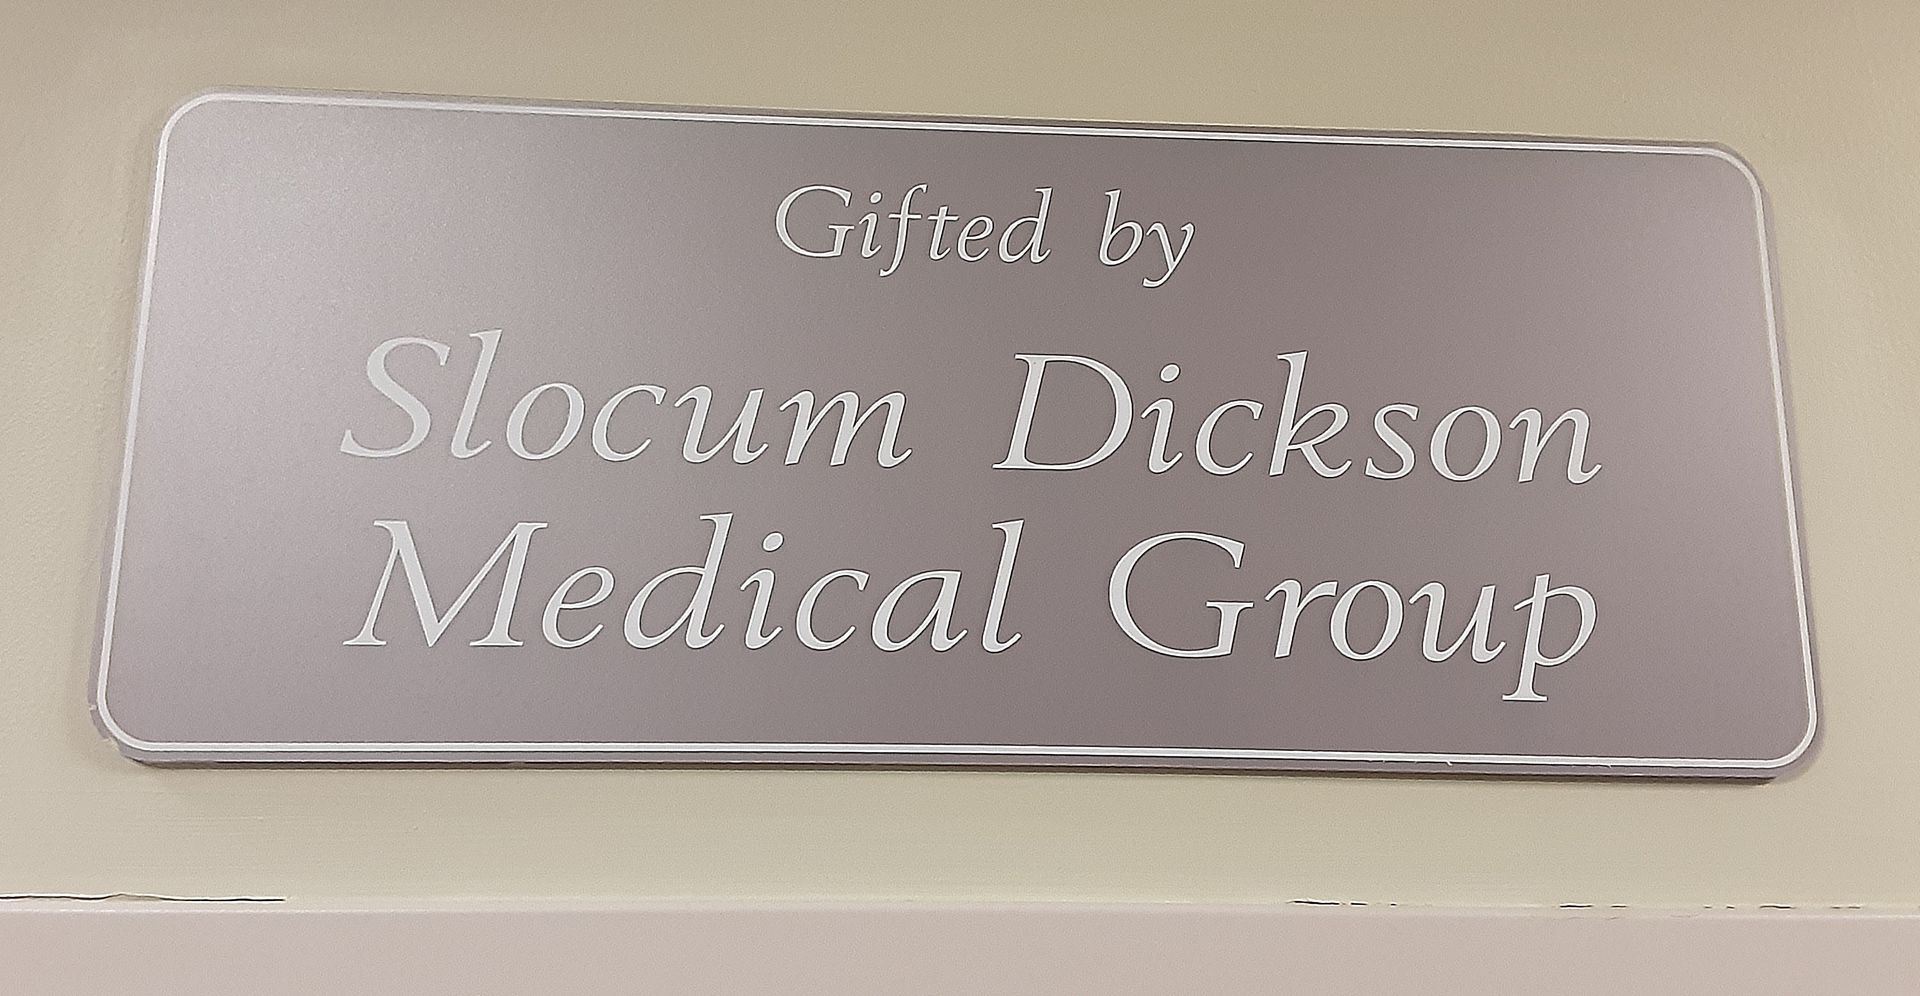 Gifted by
Slocum Dickson
Medical Group